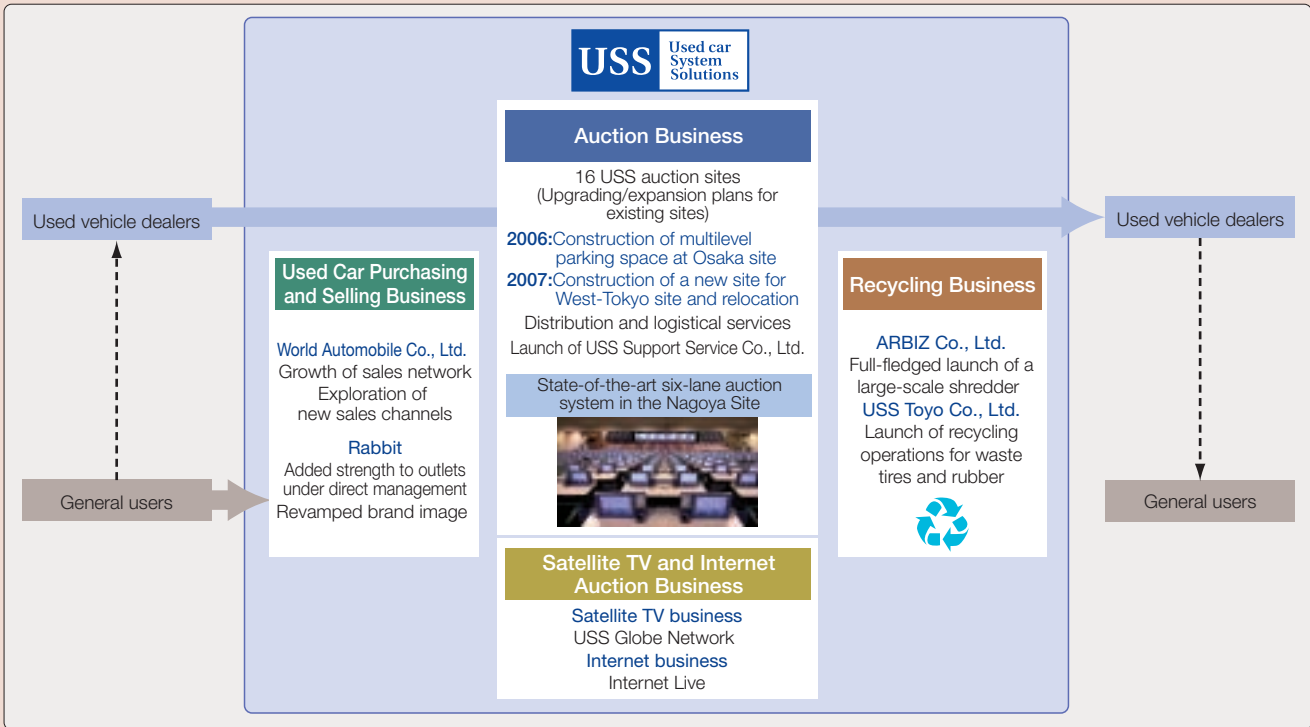 USS
Used car
System
Solutions
Auction Business
16 USS auction sites
(Upgrading/expansion plans for
existing sites)
2006:Construction of multilevel
parking space at Osaka site
2007:Construction of a new site for
West-Tokyo site and relocation
Distribution and logistical services
Launch of USS Support Service Co., Ltd.
State-of-the-art six-lane auction
system in the Nagoya Site
Used vehicle dealers
General users
Used Car Purchasing
and Selling Business
World Automobile Co., Ltd.
Growth of sales network
Exploration of
new sales channels
Rabbit
Added strength to outlets
under direct management
Revamped brand image
Satellite TV and Internet
Auction Business
Satellite TV business
USS Globe Network
Internet business
Internet Live
Recycling Business
ARBIZ Co., Ltd.
Full-fledged launch of a
large-scale shredder
USS Toyo Co., Ltd.
Launch of recycling
operations for waste
tires and rubber
Used vehicle dealers
General users